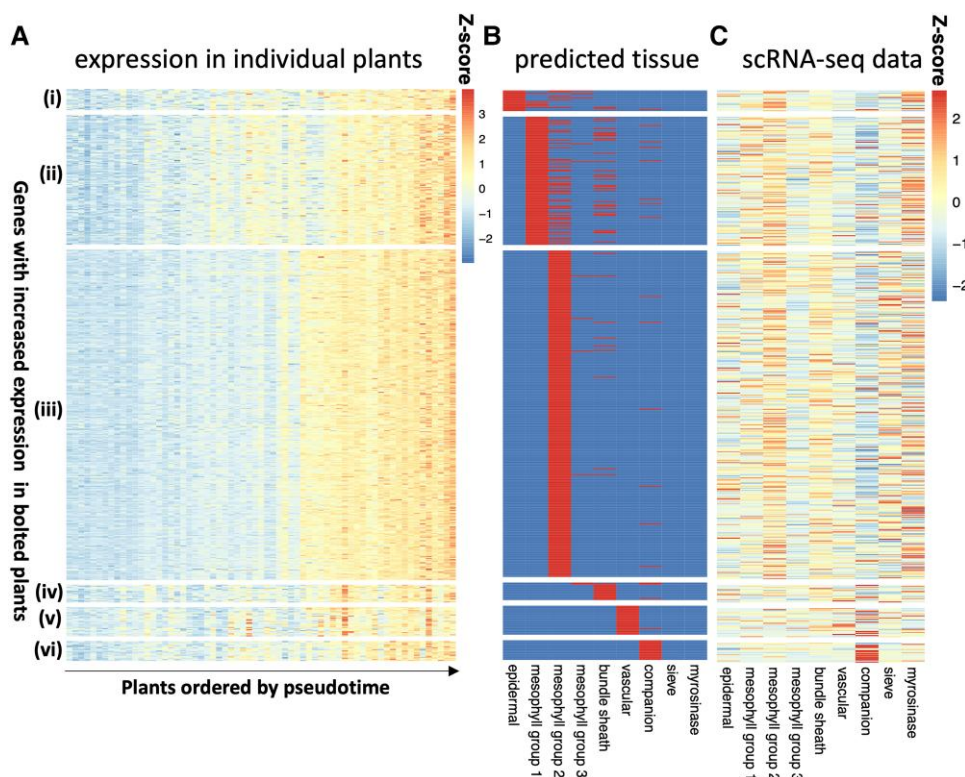 A
expression in individual plants
Z-score
B
predicted tissue
C
scRNA-seq data
Z-score
Genes with increased expression in bolted plants
(i)
(ii)
(iii)
(iv)
(v)
(vi)
3
2
1
0
−1
−2
2
1
0
−1
−2
Plants ordered by pseudotime
epidermal
mesophyll group 1
mesophyll group 2
mesophyll group 3
bundle sheath
vascular
companion
sieve
myrosinase
epidermal
mesophyll group 1
mesophyll group 2
mesophyll group 3
bundle sheath
vascular
companion
sieve
myrosinase